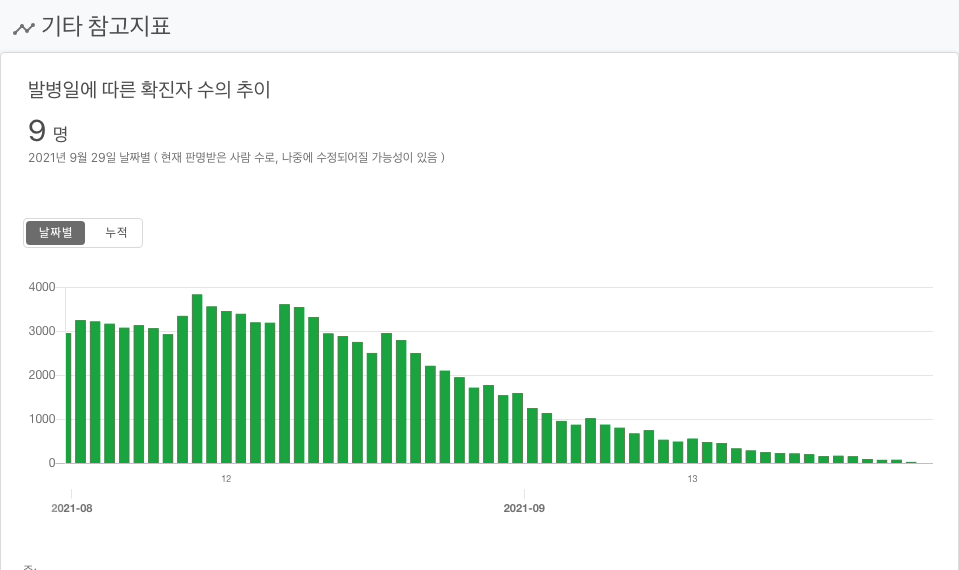 기타 참고지표
발병일에 따른 확진자 수의 추이
9 명
2021년 9월 29일 날짜별 ( 현재 판명받은 사람 수로, 나중에 수정되어질 가능성이 있음 )
날짜별 누적
4000
3000
2000
1000
0
12 13
2021-08 2021-09